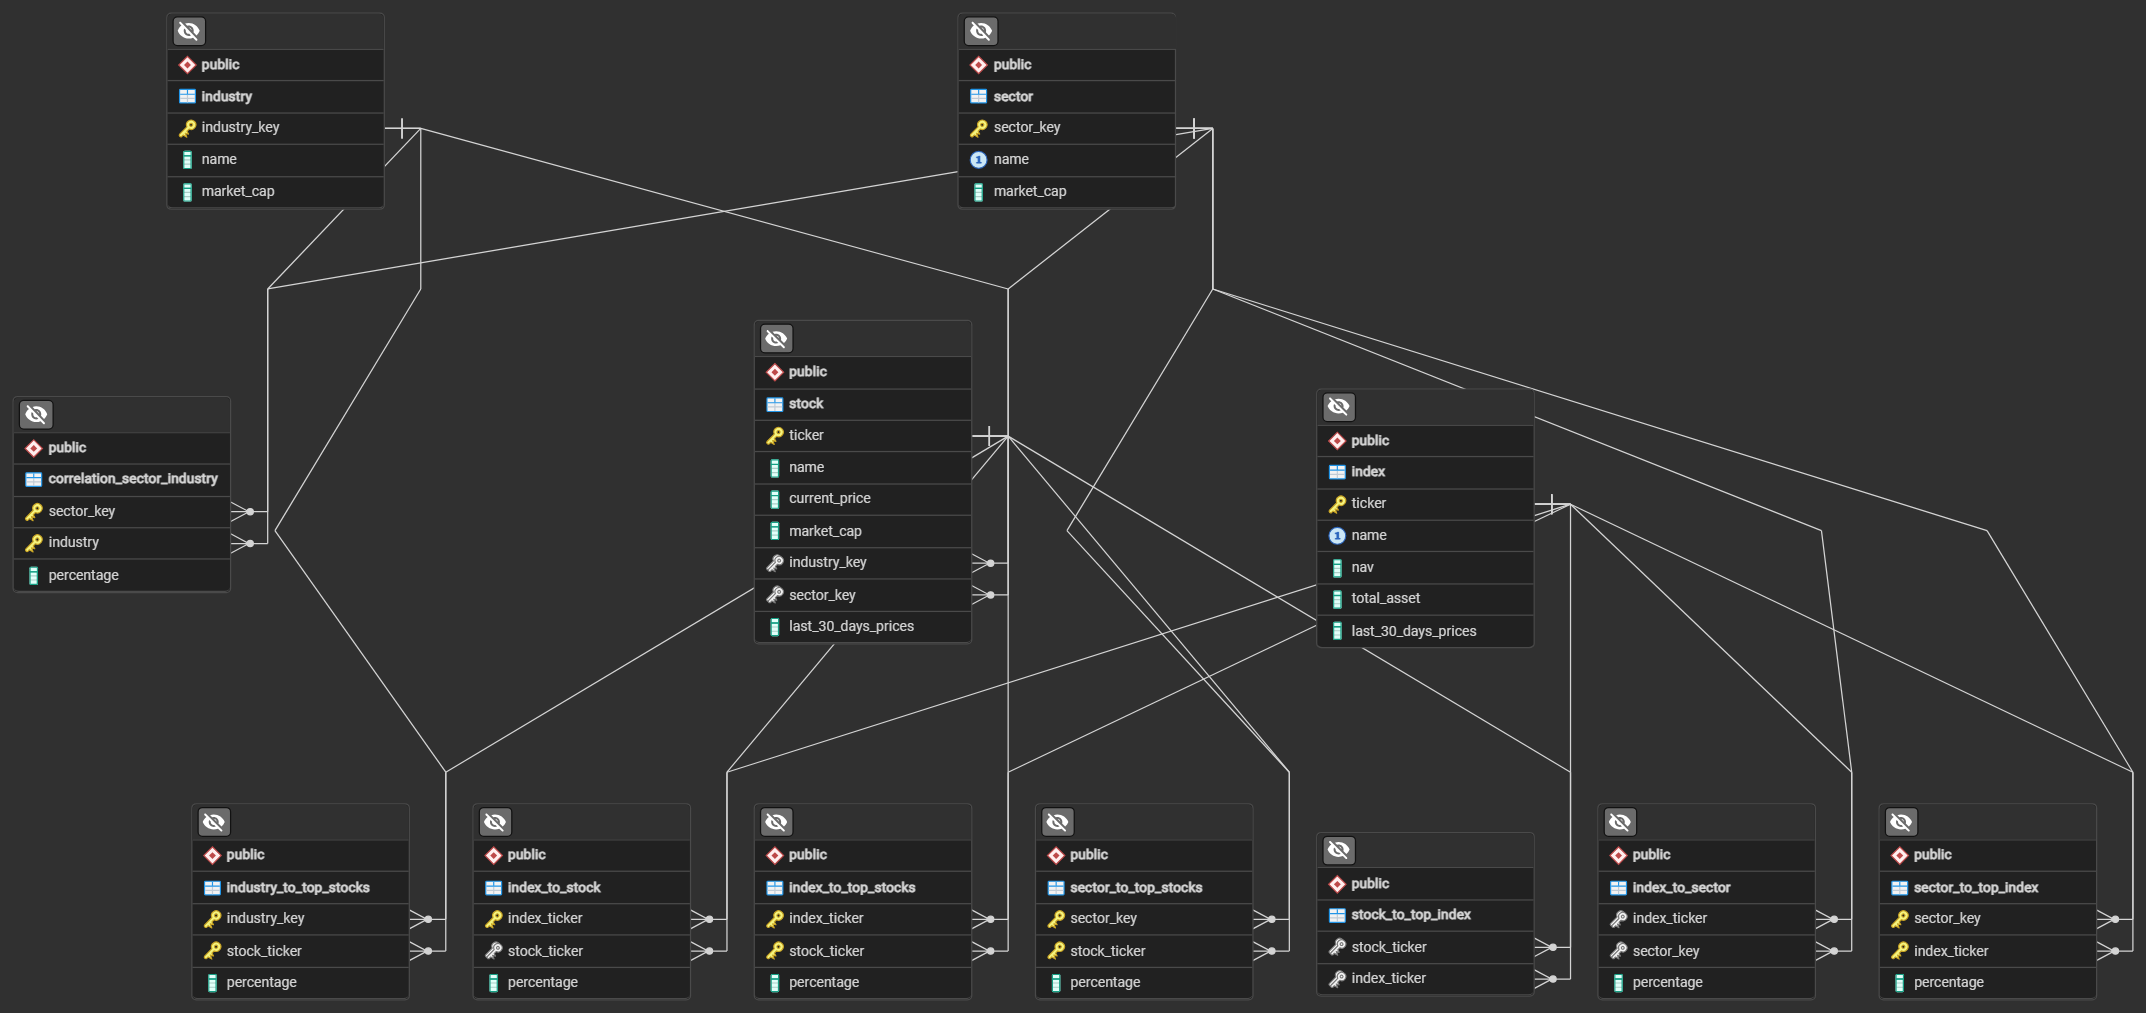 public
industry
industry_key
name
market_cap
public
sector
sector_key
1 name
market_cap
public
stock
ticker
name
current_price
market_cap
industry_key
sector_key
last_30_days_prices
public
index
ticker
1 name
nav
total_asset
last_30_days_prices
public
correlation_sector_industry
sector_key
industry
percentage
public
industry_to_top_stocks
industry_key
stock_ticker
percentage
public
index_to_stock
index_ticker
stock_ticker
percentage
public
index_to_top_stocks
index_ticker
stock_ticker
percentage
public
sector_to_top_stocks
sector_key
stock_ticker
percentage
public
stock_to_top_index
stock_ticker
index_ticker
public
index_to_sector
index_ticker
sector_key
percentage
public
sector_to_top_index
sector_key
index_ticker
percentage